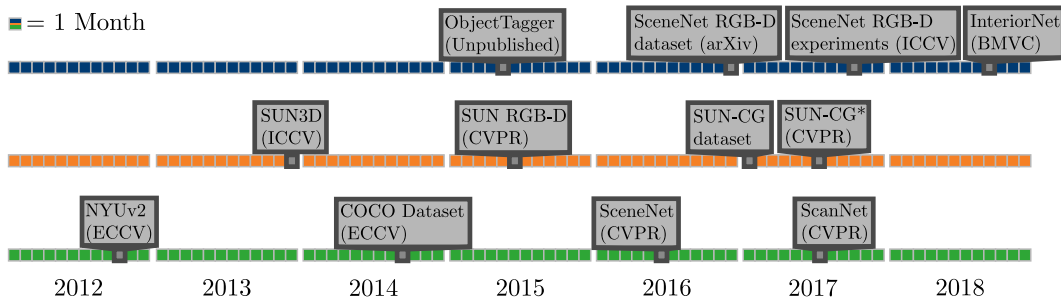 = 1 Month
ObjectTagger
(Unpublished)
SceneNet RGB-D
dataset (arXiv)
SceneNet RGB-D
experiments (ICCV)
InteriorNet
(BMVC)
SUN3D
(ICCV)
SUN RGB-D
(CVPR)
SUN-CG
dataset
SUN-CG*
(CVPR)
NYUv2
(ECCV)
COCO Dataset
(ECCV)
SceneNet
(CVPR)
ScanNet
(CVPR)
2012 2013 2014 2015 2016 2017 2018